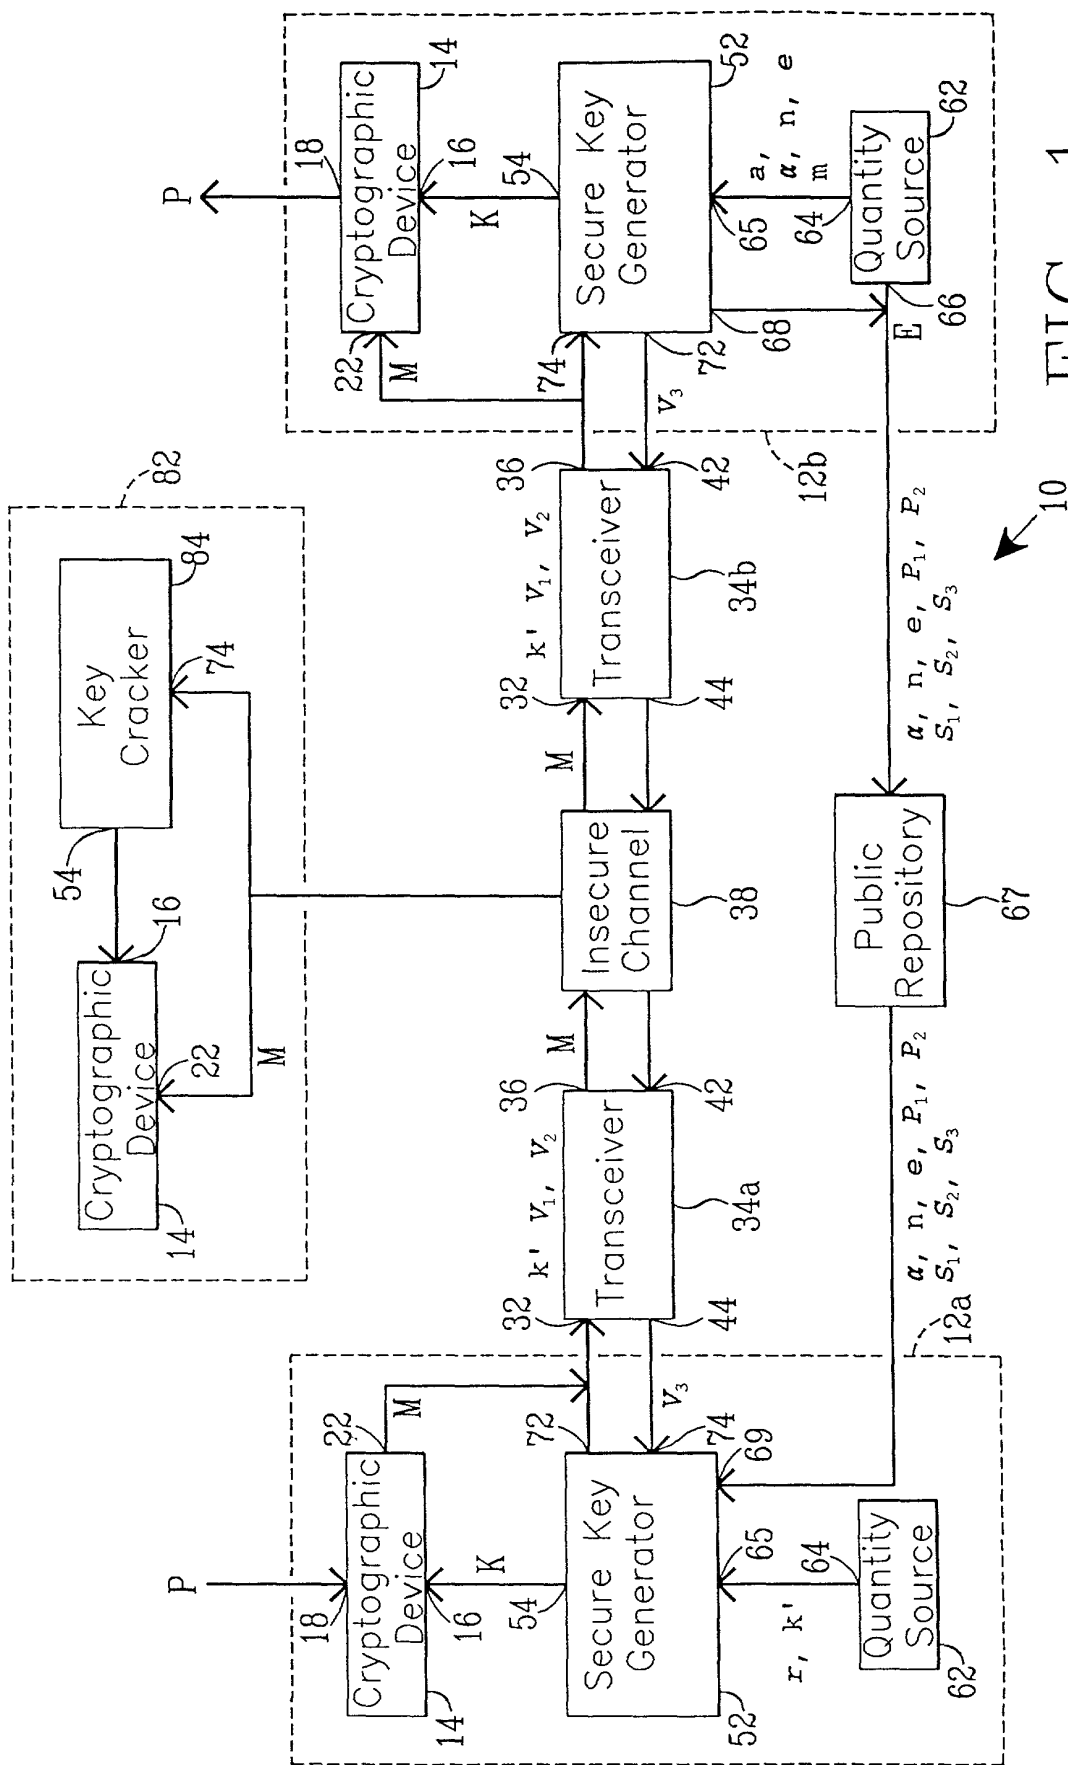 82
Key
Cracker
84
74
54
Cryptographic
Device
16
22
14
M
P
18
Cryptographic
Device
14
16
22
M
K
54
Secure Key
Generator
52
72
74
69
65
V₃
r, k'
64
Quantity
Source
62
12a
32
k' V₁, V₂
36
Transceiver
34a
44
42
M
Insecure
Channel
38
M
32
k' V₁, V₂
36
Transceiver
34b
44
42
P
18
Cryptographic
Device
14
16
22
M
K
54
Secure Key
Generator
52
74
72
V₃
68
65
a,
α, n, e
m
64
Quantity
Source
62
66
E
12b
α, n, e, P₁, P₂
S₁, S₂, S₃
Public
Repository
67
α, n, e, P₁, P₂
S₁, S₂, S₃
10
FIG. 1